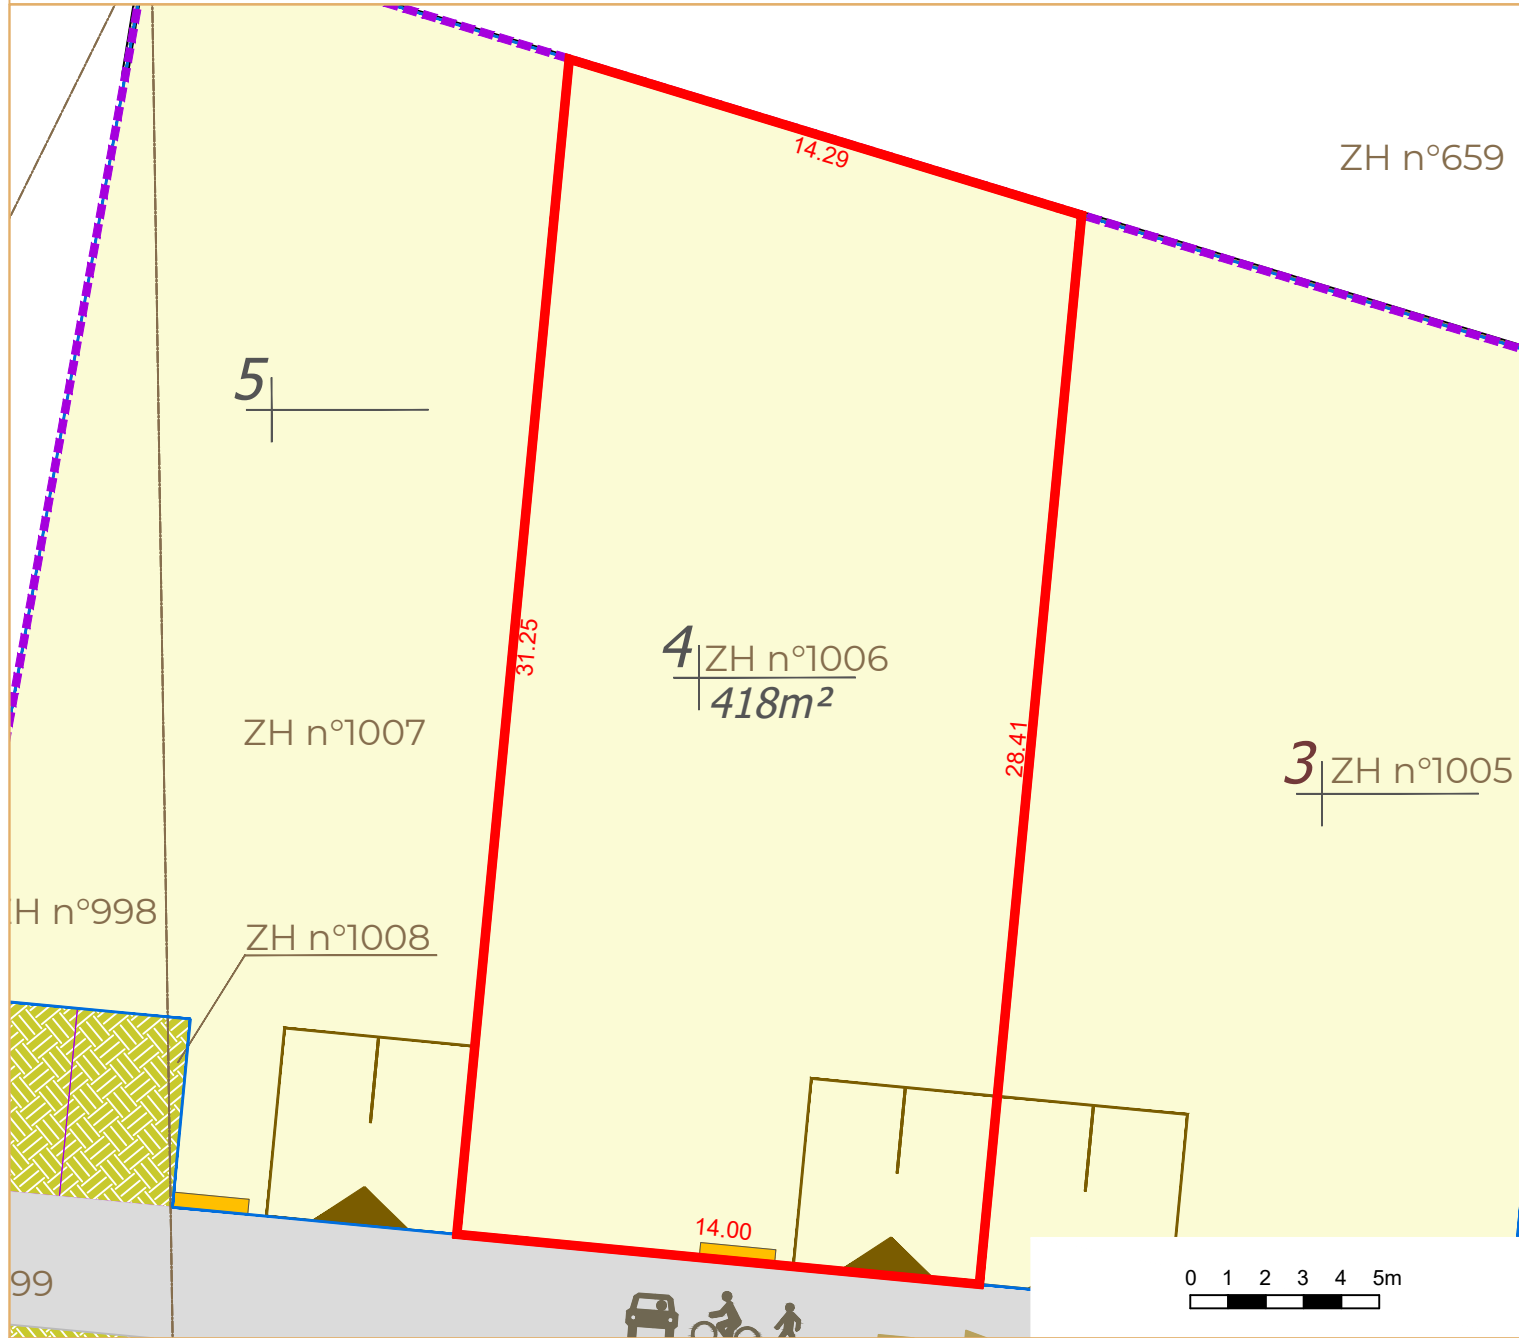 14.29
ZH n°659
5
31.25
4 ZH n°1006
418m²
ZH n°1007
28.41
3 ZH n°1005
H n°998
ZH n°1008
14.00
99
0 1 2 3 4 5m